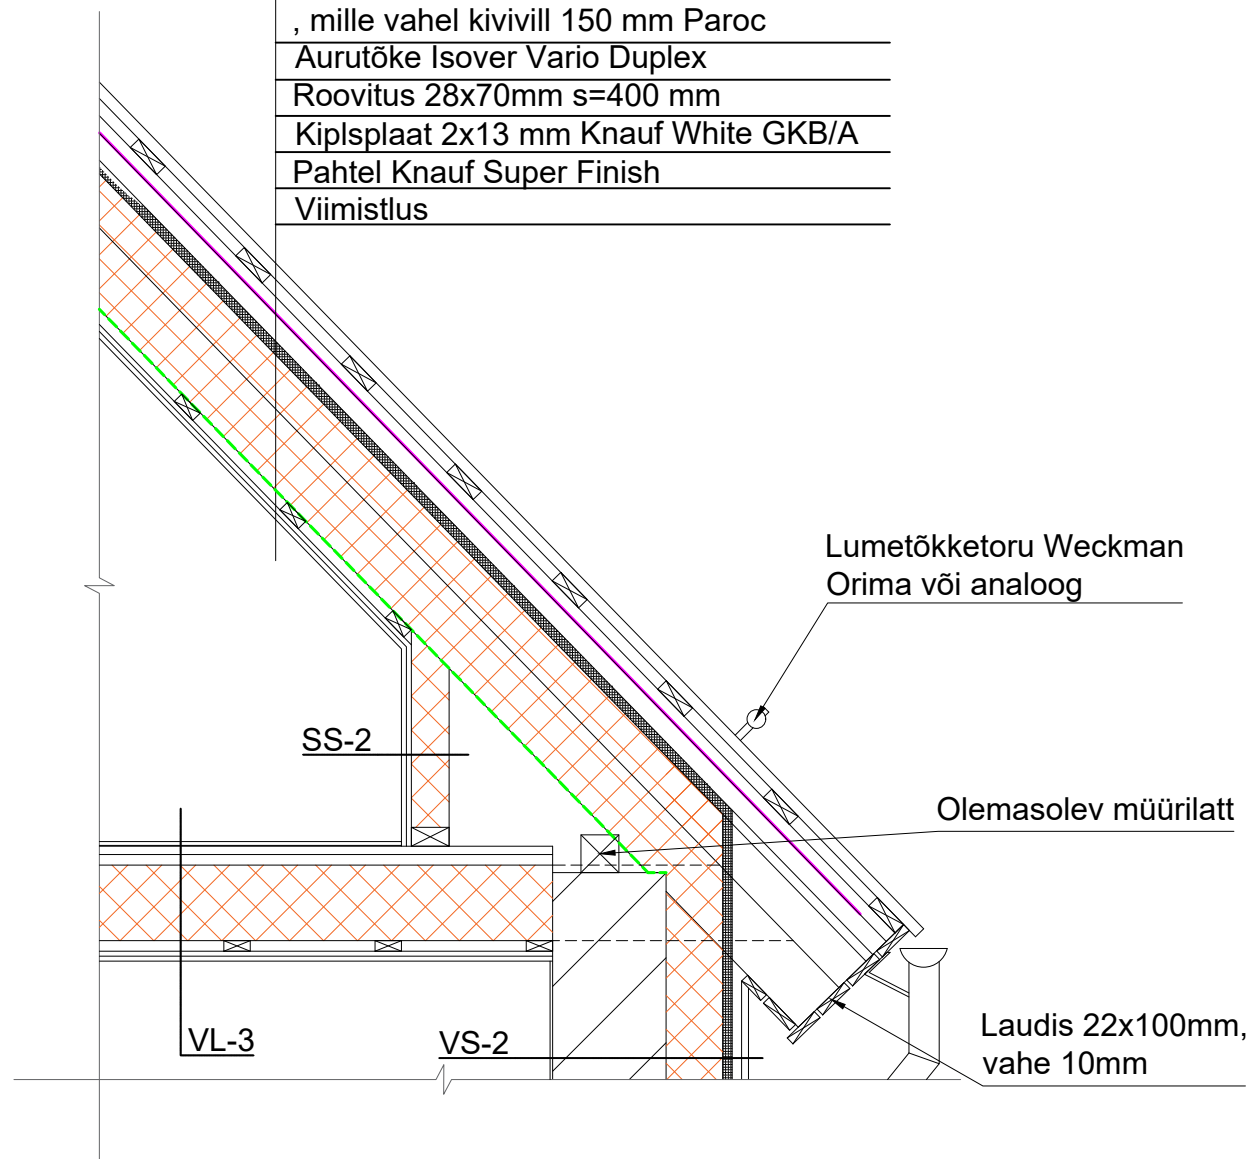 , mille vahel kivivill 150 mm Paroc
Aurutõke Isover Vario Duplex
Roovitus 28x70mm s=400 mm
Kiplsplaat 2x13 mm Knauf White GKB/A
Pahtel Knauf Super Finish
Viimistlus
Lumetõkketoru Weckman
Orima või analoog
SS-2
Olemasolev müürilatt
VL-3
VS-2
Laudis 22x100mm,
vahe 10mm